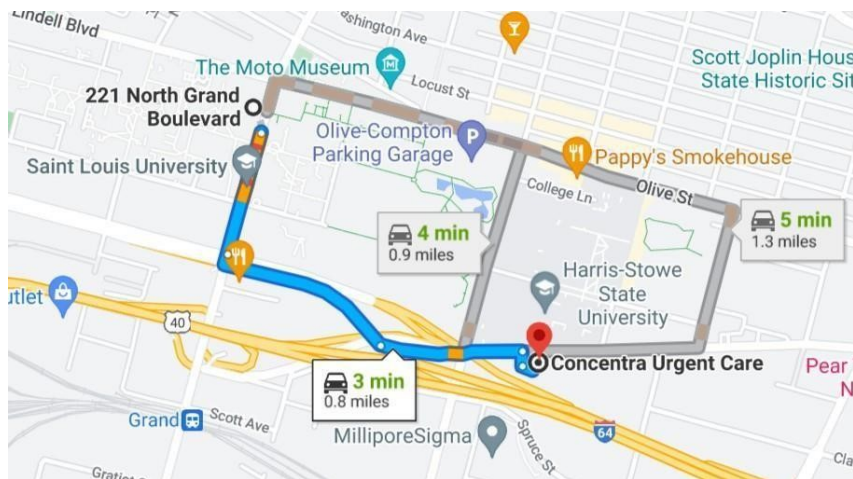 Lindell Blvd
Washington Ave
The Moto Museum
Locust St
Scott Joplin House
State Historic Site
221 North Grand
Boulevard
Olive-Compton
Parking Garage
P
Saint Louis University
Pappy's Smokehouse
College Ln
Olive St
4 min
0.9 miles
5 min
1.3 miles
Harris-Stowe
State
University
utlet
40
Concentra Urgent Care
Pear
N
3 min
0.8 miles
Grand
Scott Ave
MilliporeSigma
Spruce St
64
Gratiot S
Cla